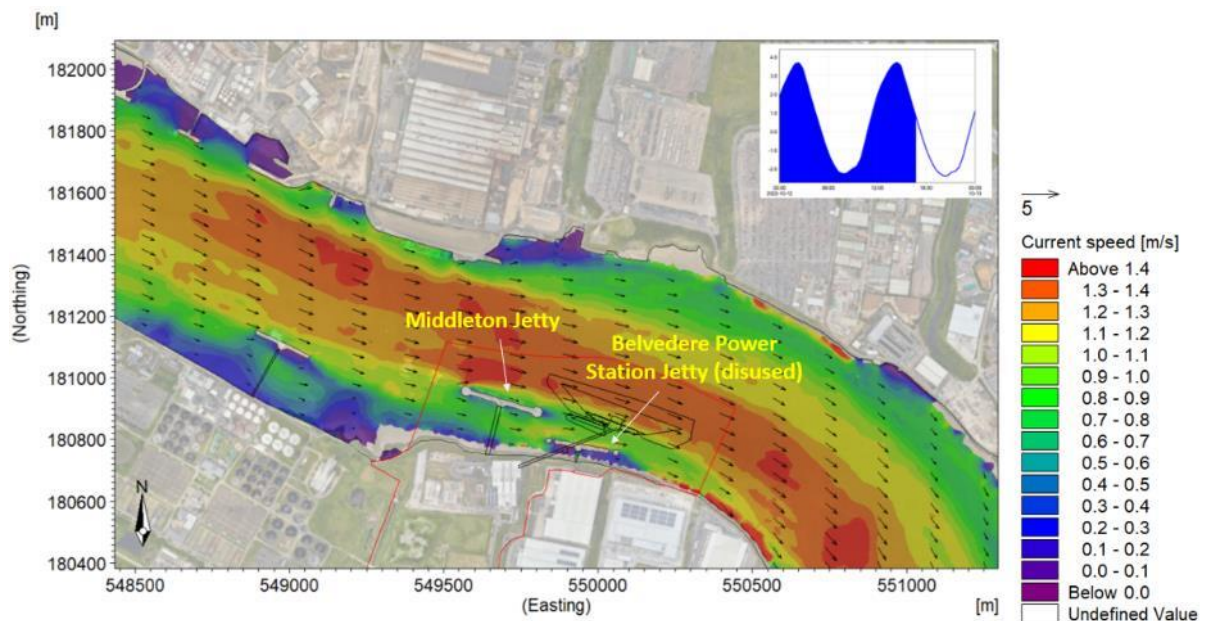 [m]
182000
181800
181600
181400
181200
181000
180800
180600
180400
(Northing)
548500 549000 549500 550000 550500 551000
(Easting)
[m]
Middleton Jetty
Belvedere Power
Station Jetty (disused)
N
5
Current speed [m/s]
Above 1.4
1.3 - 1.4
1.2 - 1.3
1.1 - 1.2
1.0 - 1.1
0.9 - 1.0
0.8 - 0.9
0.7 - 0.8
0.6 - 0.7
0.5 - 0.6
0.4 - 0.5
0.3 - 0.4
0.2 - 0.3
0.1 - 0.2
0.0 - 0.1
Below 0.0
Undefined Value